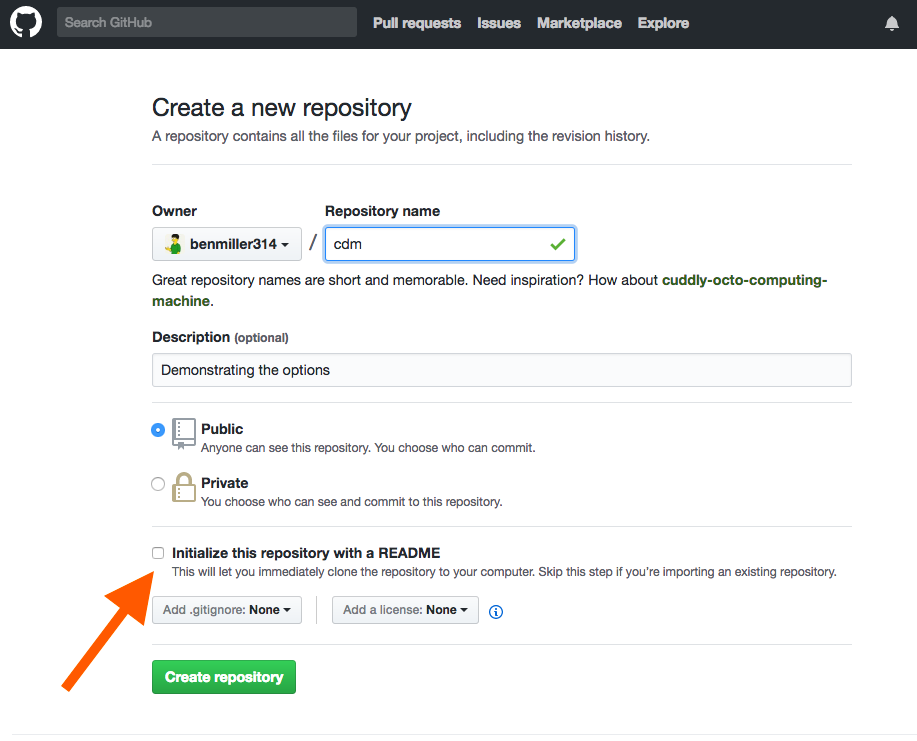 Search GitHub Pull requests Issues Marketplace Explore
Create a new repository
A repository contains all the files for your project, including the revision history.
Owner Repository name
benmiller314 / cdm
Great repository names are short and memorable. Need inspiration? How about cuddly-octo-computing-
machine.
Description (optional)
Demonstrating the options
Public
Anyone can see this repository. You choose who can commit.
Private
You choose who can see and commit to this repository.
Initialize this repository with a README
This will let you immediately clone the repository to your computer. Skip this step if you're importing an existing repository.
Add .gitignore: None Add a license: None
Create repository